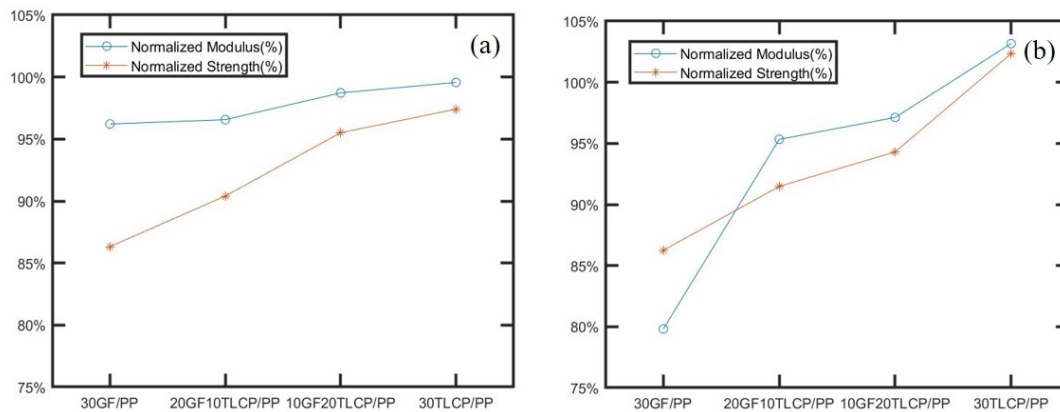 (a)
Normalized Modulus(%)
Normalized Strength(%)
105%
100%
95%
90%
85%
80%
75%
30GF/PP
20GF10TLCP/PP
10GF20TLCP/PP
30TLCP/PP
(b)
Normalized Modulus(%)
Normalized Strength(%)
105%
100%
95%
90%
85%
80%
75%
30GF/PP
20GF10TLCP/PP
10GF20TLCP/PP
30TLCP/PP